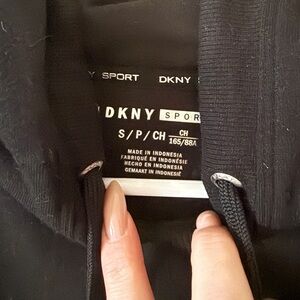 Y SPORT DKNY S
DKNY SPOR
S/P/CH CH
165/88A
MADE IN INDONESIA
FABRIQUÉ EN INDONÉSIE
HECHO EN INDONESIA
GEMAAKT IN INDONESIË